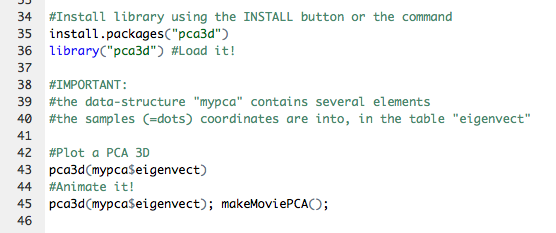 34 #Install library using the INSTALL button or the command
35 install.packages("pca3d")
36 library("pca3d") #Load it!
37
38 #IMPORTANT:
39 #the data-structure "mypca" contains several elements
40 #the samples (=dots) coordinates are into, in the table "eigenvect"
41
42 #Plot a PCA 3D
43 pca3d(mypca$eigenvect)
44 #Animate it!
45 pca3d(mypca$eigenvect); makeMoviePCA();
46